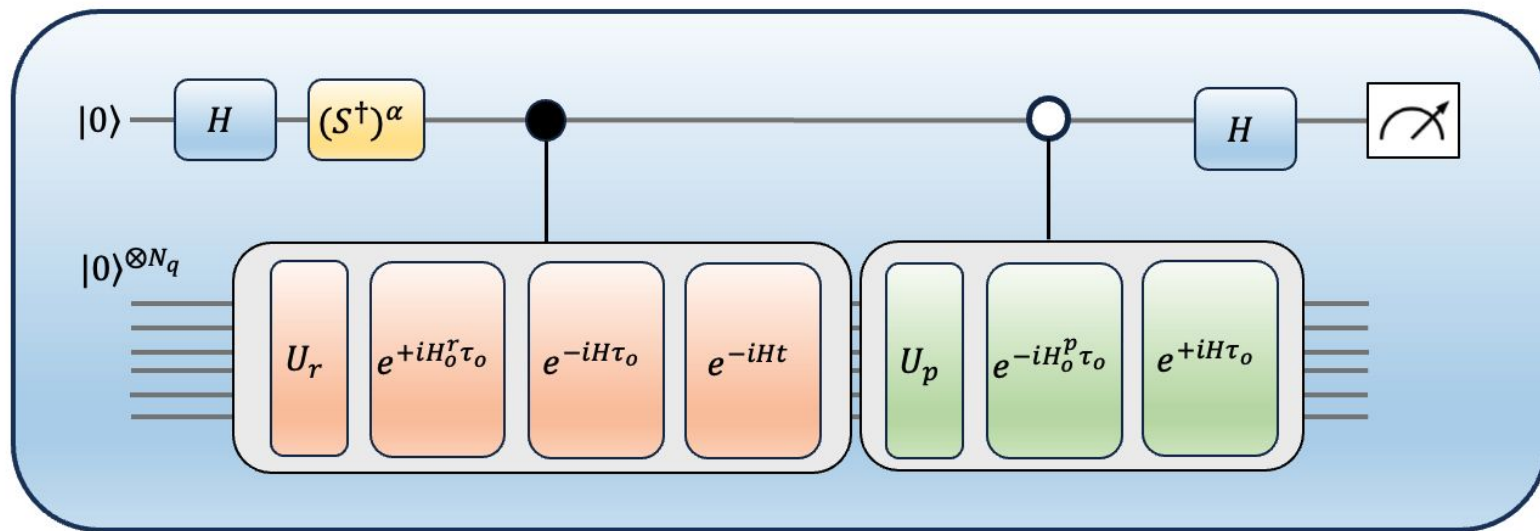 |0⟩ H (S†)^α H
|0⟩^{⊗N_q}
U_r e^{+iH_o^r τ_o} e^{-iHτ_o} e^{-iHt} U_p e^{-iH_o^p τ_o} e^{+iHτ_o}